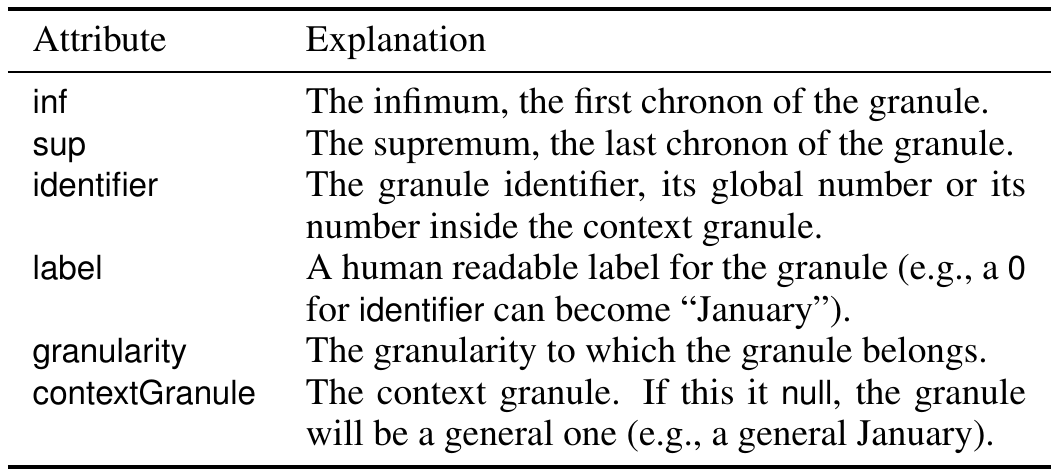 Attribute Explanation
inf The infimum, the first chronon of the granule.
sup The supremum, the last chronon of the granule.
identifier The granule identifier, its global number or its
number inside the context granule.
label A human readable label for the granule (e.g., a 0
for identifier can become “January”).
granularity The granularity to which the granule belongs.
contextGranule The context granule. If this it null, the granule
will be a general one (e.g., a general January).